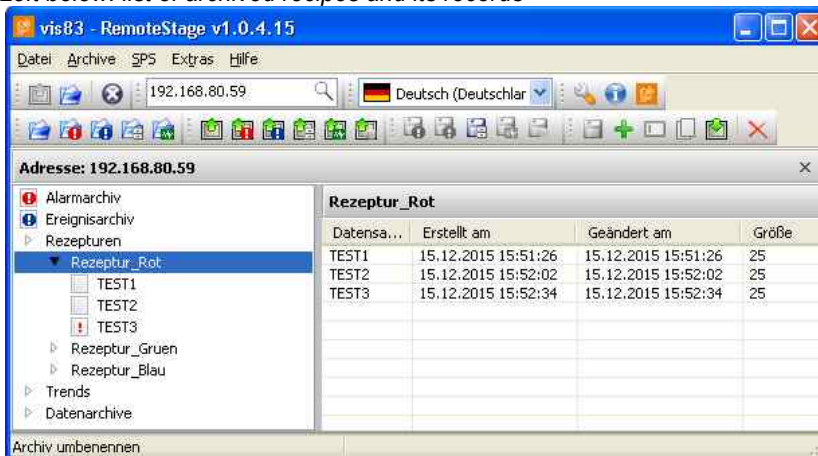 Left below: list of archived recipes and its records
vis83 - RemoteStage v1.0.4.15
Datei Archive SPS Extras Hilfe
192.168.80.59 Deutsch (Deutschlar
Adresse: 192.168.80.59
Alarmarchiv
Ereignisarchiv
Rezepturen
Rezeptur_Rot
TEST1
TEST2
TEST3
Rezeptur_Gruen
Rezeptur_Blau
Trends
Datenarchive
Rezeptur_Rot
Datensa... Erstellt am Geändert am Größe
TEST1 15.12.2015 15:51:26 15.12.2015 15:51:26 25
TEST2 15.12.2015 15:52:02 15.12.2015 15:52:02 25
TEST3 15.12.2015 15:52:34 15.12.2015 15:52:34 25
Archiv umbenennen